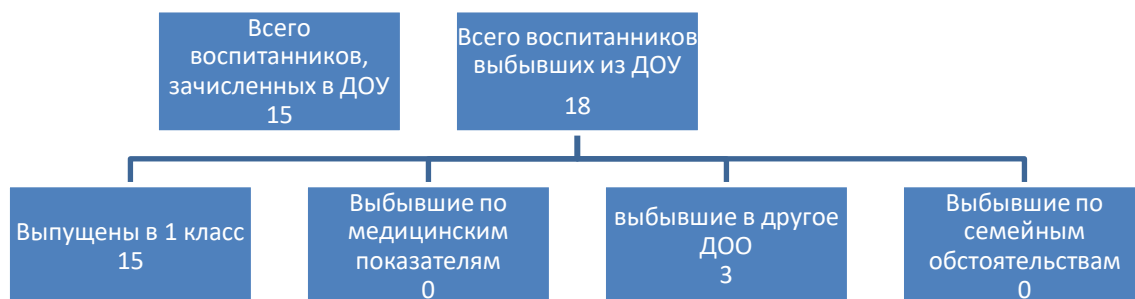 Всего
воспитанников,
зачисленных в ДОУ
15
Всего воспитанников
выбывших из ДОУ
18
Выпущены в 1 класс
15
Выбывшие по
медицинским
показателям
0
выбывшие в другое
ДОО
3
Выбывшие по
семейным
обстоятельствам
0